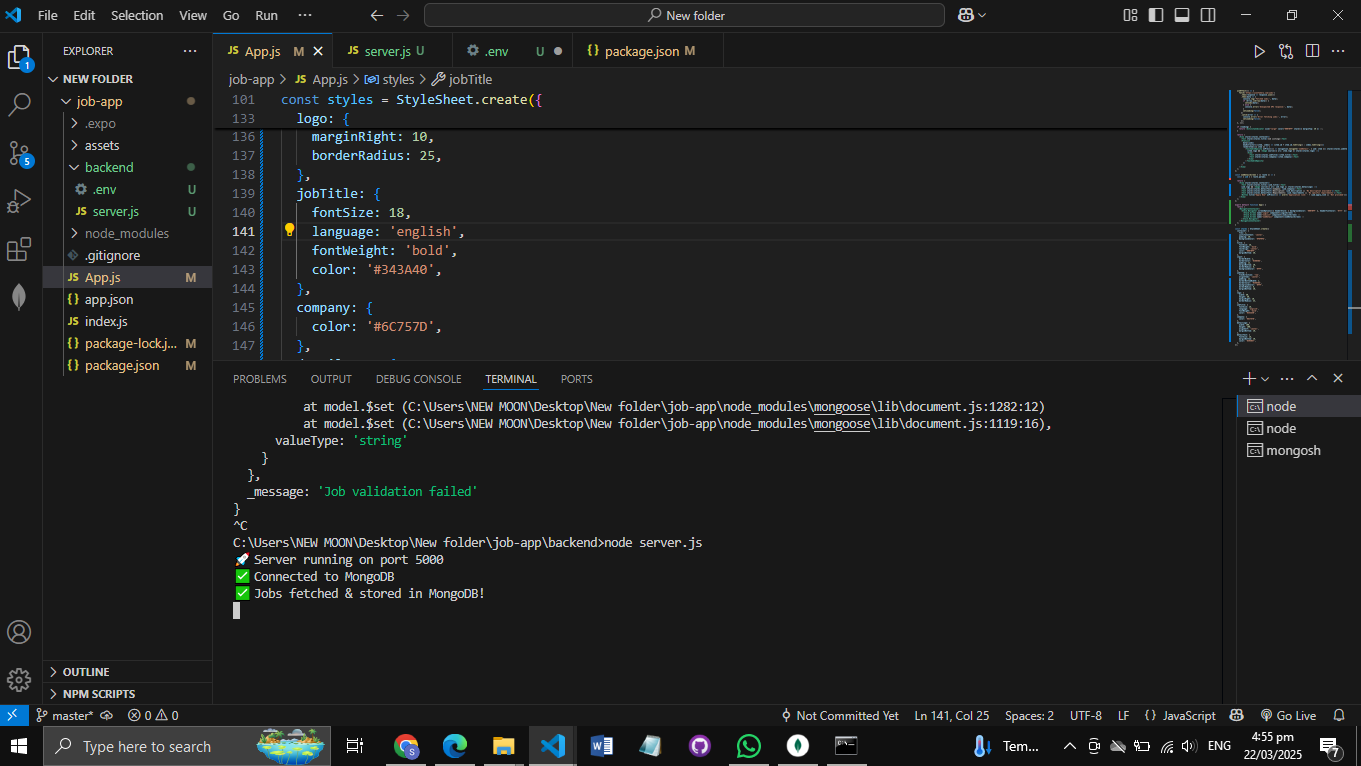 File Edit Selection View Go Run ··· New folder
EXPLORER ···
NEW FOLDER
job-app
.expo
assets
backend
.env U
server.js U
node_modules
.gitignore
App.js M
app.json
index.js
package-lock.j... M
package.json M
OUTLINE
NPM SCRIPTS
1
5
App.js M server.js U .env U package.json M
job-app > App.js > styles > jobTitle
101 const styles = StyleSheet.create({
133 logo: {
136 marginRight: 10,
137 borderRadius: 25,
138 },
139 jobTitle: {
140 fontSize: 18,
141 language: 'english',
142 fontWeight: 'bold',
143 color: '#343A40',
144 },
145 company: {
146 color: '#6C757D',
147 },
PROBLEMS OUTPUT DEBUG CONSOLE TERMINAL PORTS
at model.$set (C:\Users\NEW MOON\Desktop\New folder\job-app\node_modules\mongoose\lib\document.js:1282:12)
at model.$set (C:\Users\NEW MOON\Desktop\New folder\job-app\node_modules\mongoose\lib\document.js:1119:16),
valueType: 'string'
}
},
_message: 'Job validation failed'
}
^C
C:\Users\NEW MOON\Desktop\New folder\job-app\backend>node server.js
🚀 Server running on port 5000
✅ Connected to MongoDB
✅ Jobs fetched & stored in MongoDB!
node
node
mongosh
master* 0 0 Not Committed Yet Ln 141, Col 25 Spaces: 2 UTF-8 LF {} JavaScript Go Live
Type here to search Tem... ENG 4:55 pm
22/03/2025
7